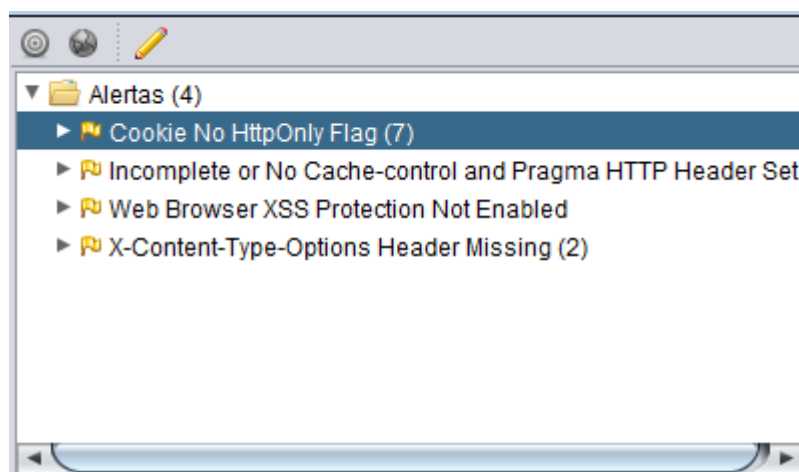 Alertas (4)
Cookie No HttpOnly Flag (7)
Incomplete or No Cache-control and Pragma HTTP Header Set
Web Browser XSS Protection Not Enabled
X-Content-Type-Options Header Missing (2)